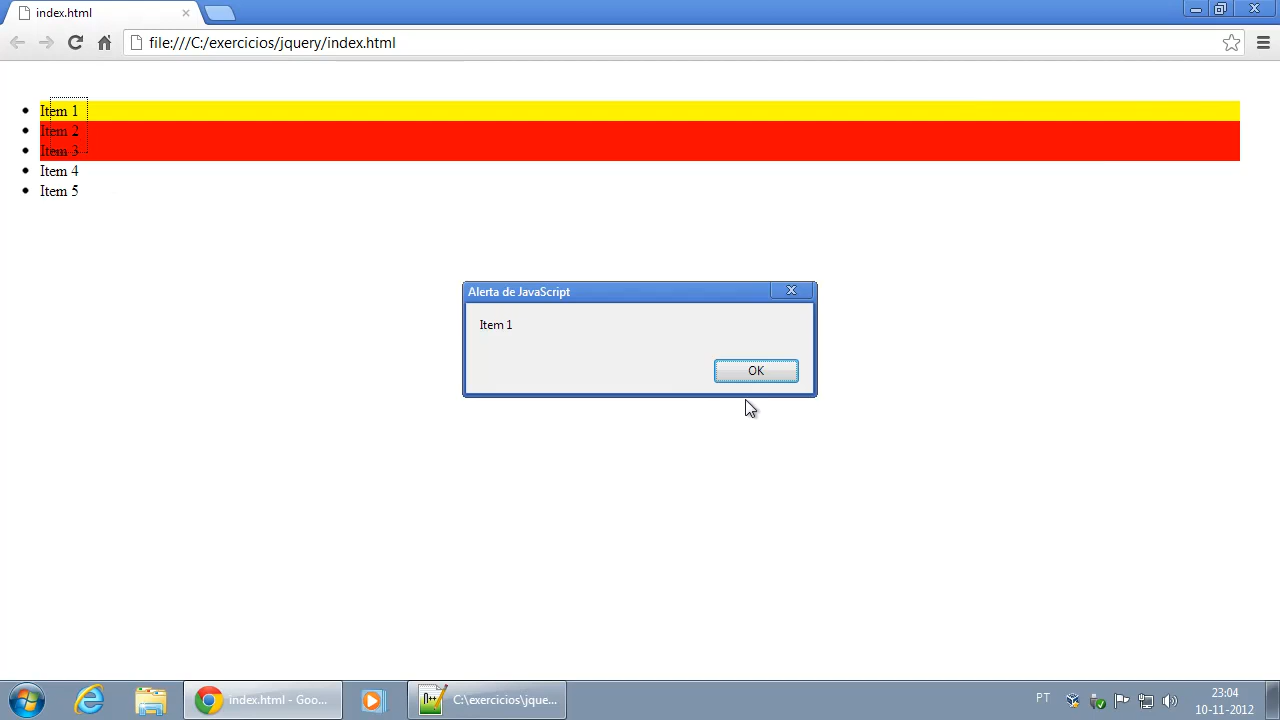 index.html
file:///C:/exercicios/jquery/index.html
Item 1
Item 2
Item 3
Item 4
Item 5
Alerta de JavaScript
Item 1
OK
index.html - Goo...
C:\exercicios\jque...
PT
23:04
10-11-2012